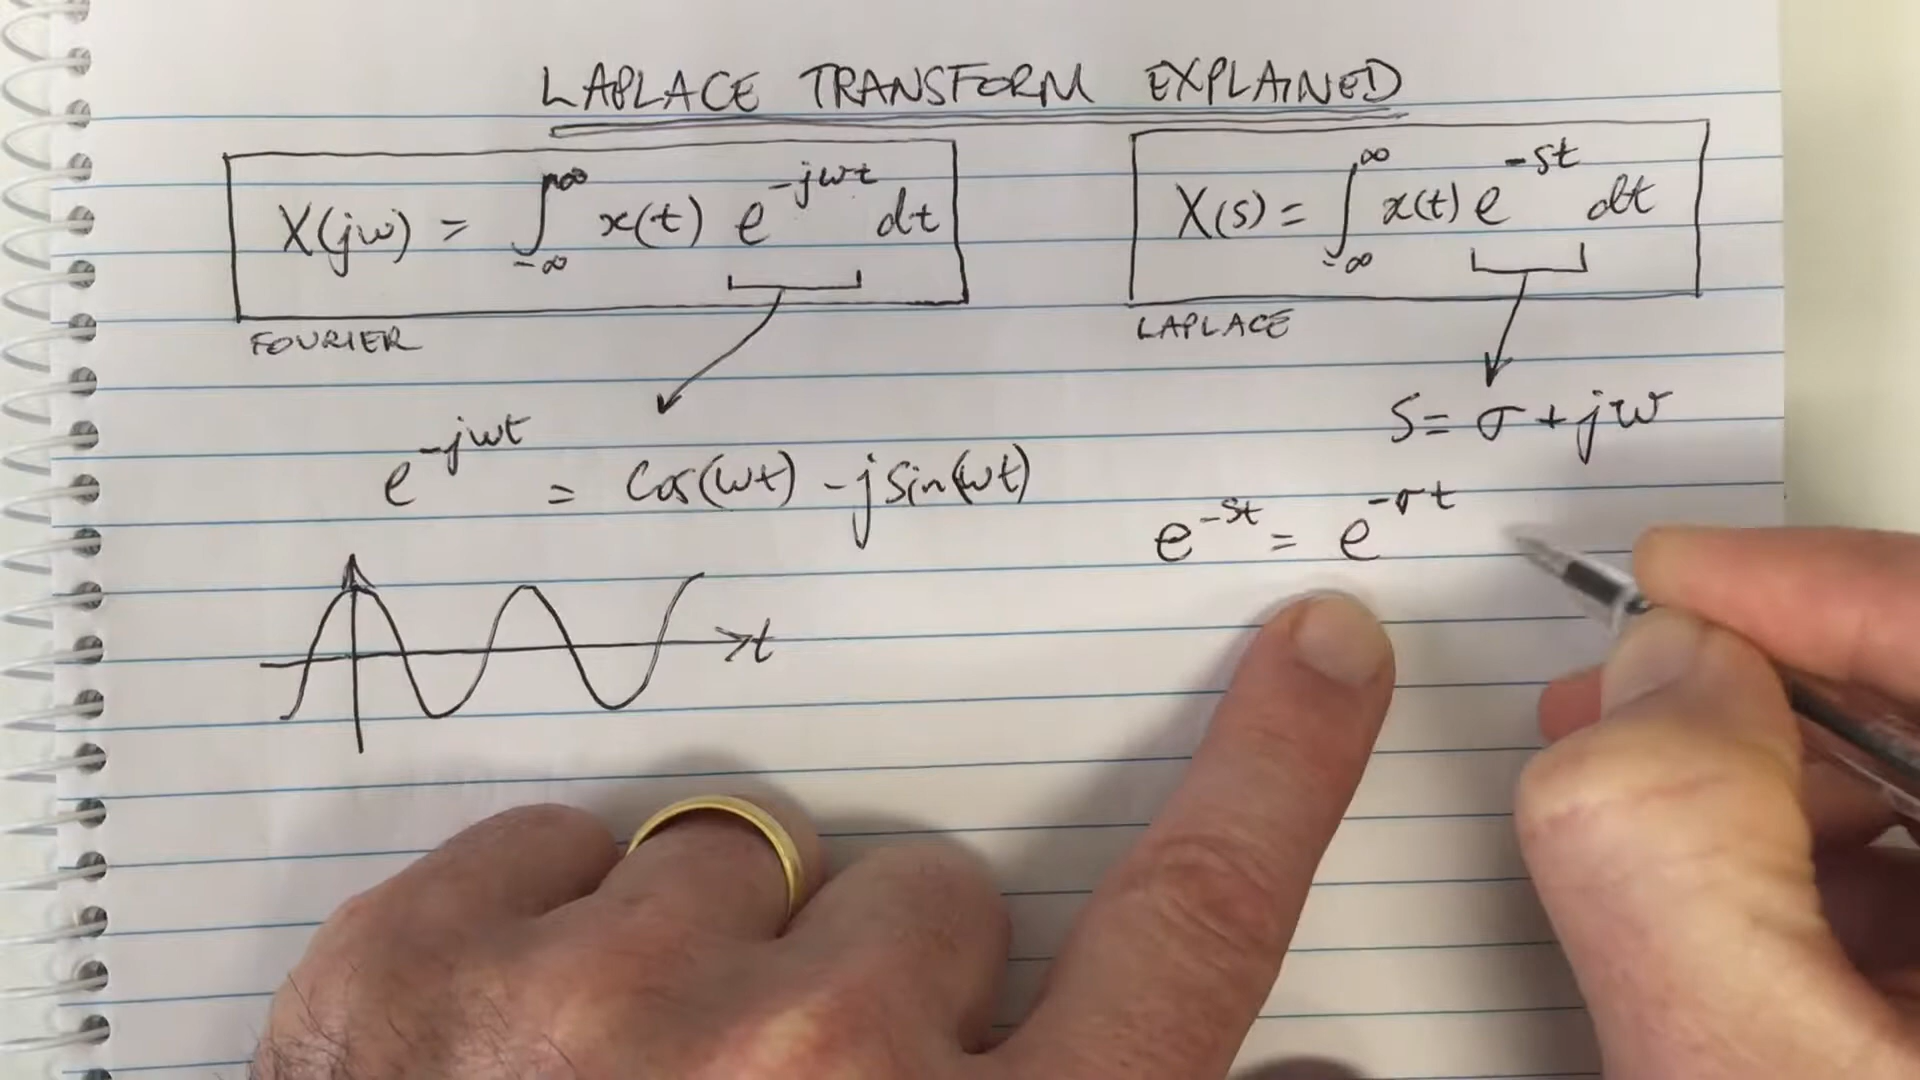 LAPLACE TRANSFORM EXPLAINED
X(jω) = ∫_{-∞}^{∞} x(t) e^{-jωt} dt
FOURIER
X(s) = ∫_{-∞}^{∞} x(t) e^{-st} dt
LAPLACE
e^{-jωt} = Cos(ωt) - j Sin(ωt)
S = σ + jω
e^{-st} = e^{-σt}
t